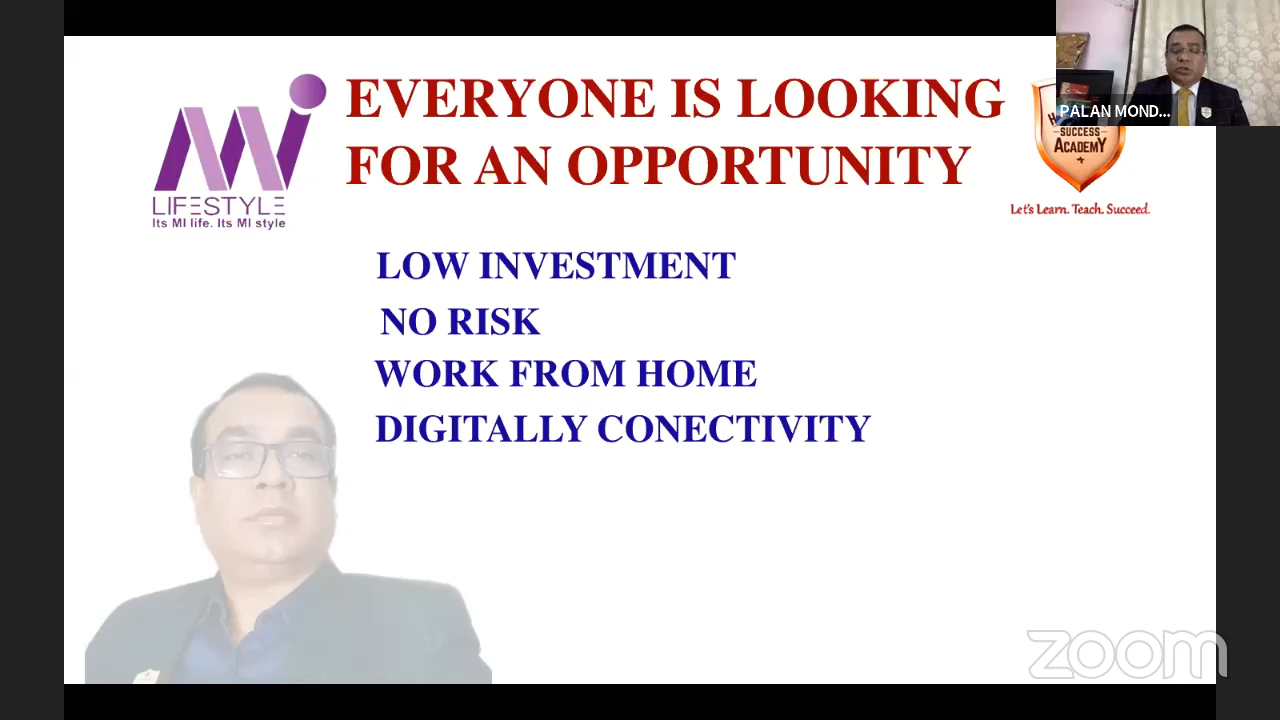 EVERYONE IS LOOKING
FOR AN OPPORTUNITY
LIFESTYLE
Its MI life. Its MI style
PALAN MOND...
SUCCESS
ACADEMY
Let's Learn. Teach. Succeed.
LOW INVESTMENT
NO RISK
WORK FROM HOME
DIGITALLY CONECTIVITY
zoom